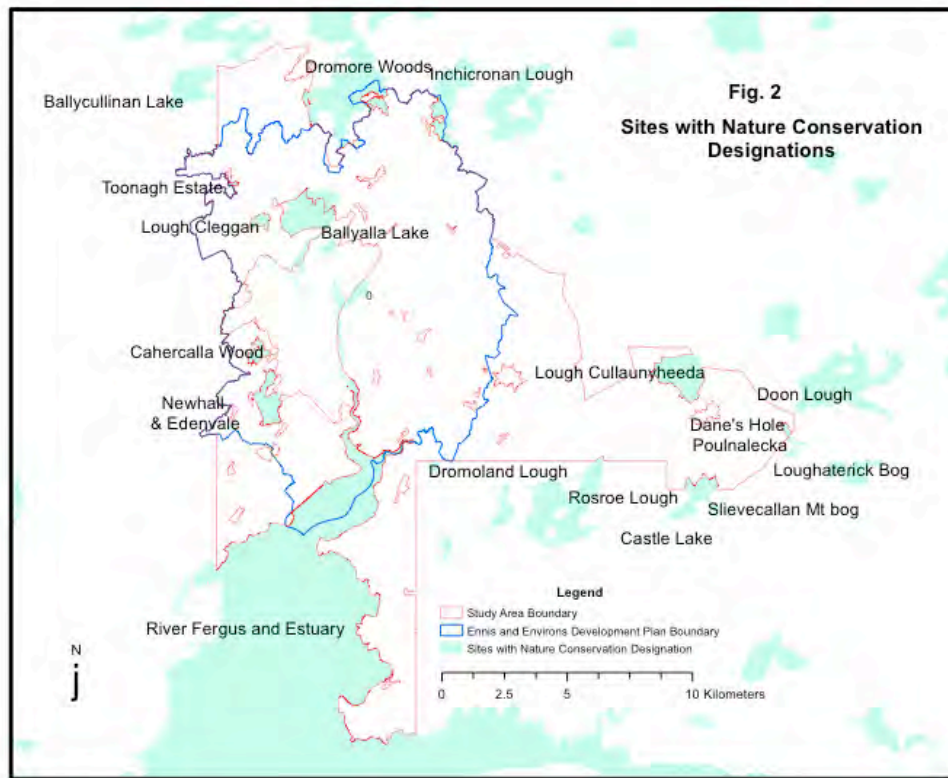 Dromore Woods
Inchicronan Lough
Fig. 2
Sites with Nature Conservation
Designations
Ballycullinan Lake
Toonagh Estate
Lough Cleggan
Ballyalla Lake
0
Cahercalla Wood
Lough Cullaunyheeda
Doon Lough
Newhall
& Edenvale
Dane's Hole
Poulnalecka
Dromoland Lough
Loughaterick Bog
Rosroe Lough
Slievecallan Mt bog
Castle Lake
River Fergus and Estuary
Legend
Study Area Boundary
Ennis and Environs Development Plan Boundary
Sites with Nature Conservation Designation
N
j
0 2.5 5 10 Kilometers